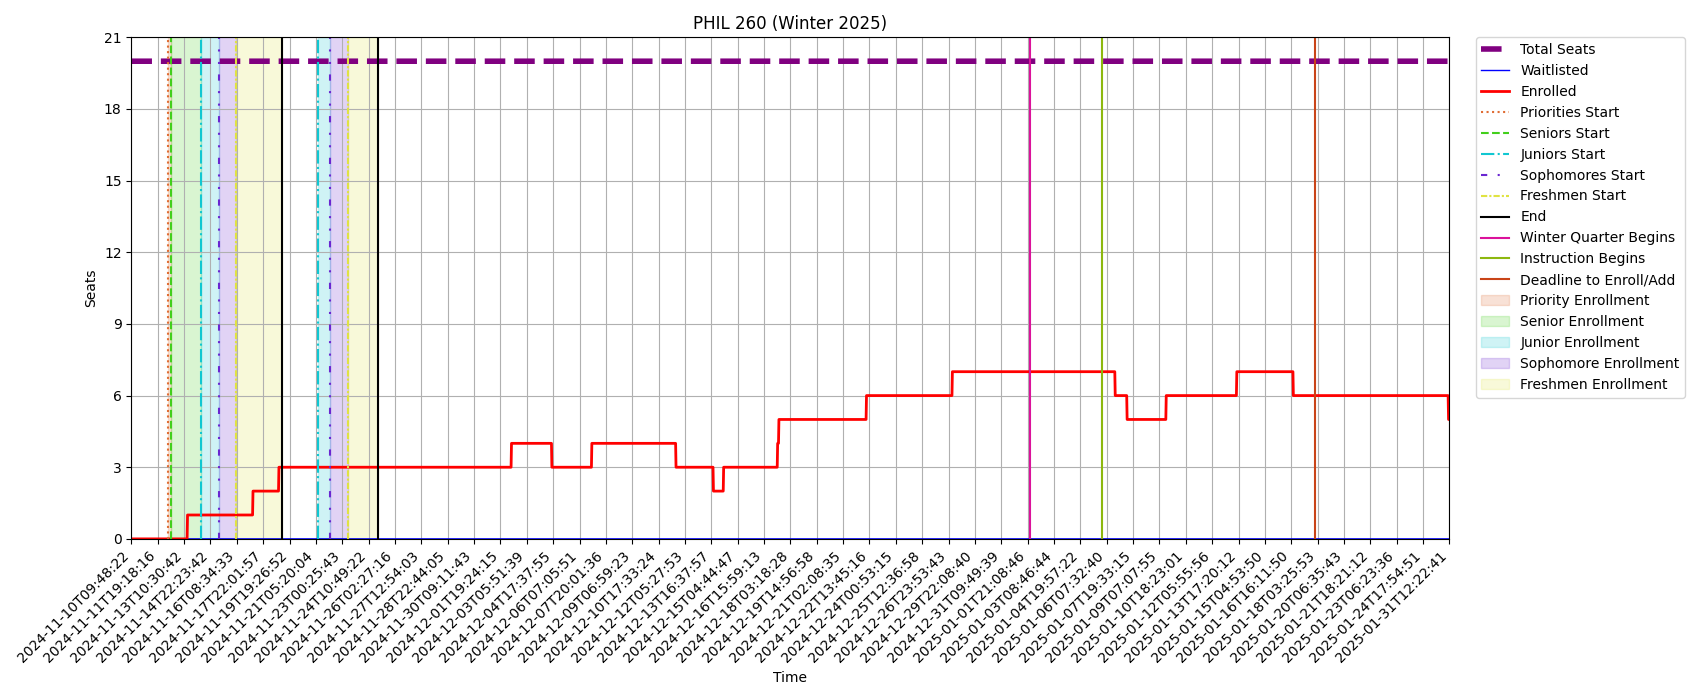 PHIL 260 (Winter 2025)
21
18
15
12
9
6
3
0
Seats
2024-11-10T09:48:22
2024-11-11T19:18:16
2024-11-13T10:30:42
2024-11-14T22:23:42
2024-11-16T08:34:33
2024-11-17T22:01:57
2024-11-19T19:26:52
2024-11-21T05:20:04
2024-11-23T00:25:43
2024-11-24T10:49:22
2024-11-26T02:27:16
2024-11-27T12:54:03
2024-11-28T22:44:05
2024-11-30T09:11:43
2024-12-01T19:24:15
2024-12-03T05:51:39
2024-12-04T17:37:55
2024-12-06T07:05:51
2024-12-07T20:01:36
2024-12-09T06:59:23
2024-12-10T17:33:24
2024-12-12T05:27:53
2024-12-13T16:37:57
2024-12-15T04:44:47
2024-12-16T15:59:13
2024-12-18T03:18:28
2024-12-19T14:56:58
2024-12-21T02:08:35
2024-12-22T13:45:16
2024-12-24T00:53:15
2024-12-25T12:36:58
2024-12-26T23:53:43
2024-12-29T22:08:40
2024-12-31T09:49:39
2025-01-01T21:08:46
2025-01-03T08:46:44
2025-01-04T19:57:22
2025-01-06T07:32:40
2025-01-07T19:33:15
2025-01-09T07:07:55
2025-01-10T18:23:01
2025-01-12T05:55:56
2025-01-13T17:20:12
2025-01-15T04:53:50
2025-01-16T16:11:50
2025-01-18T03:25:53
2025-01-20T06:35:43
2025-01-21T18:21:12
2025-01-23T06:23:36
2025-01-24T17:54:51
2025-01-31T12:22:41
Time
Total Seats
Waitlisted
Enrolled
Priorities Start
Seniors Start
Juniors Start
Sophomores Start
Freshmen Start
End
Winter Quarter Begins
Instruction Begins
Deadline to Enroll/Add
Priority Enrollment
Senior Enrollment
Junior Enrollment
Sophomore Enrollment
Freshmen Enrollment